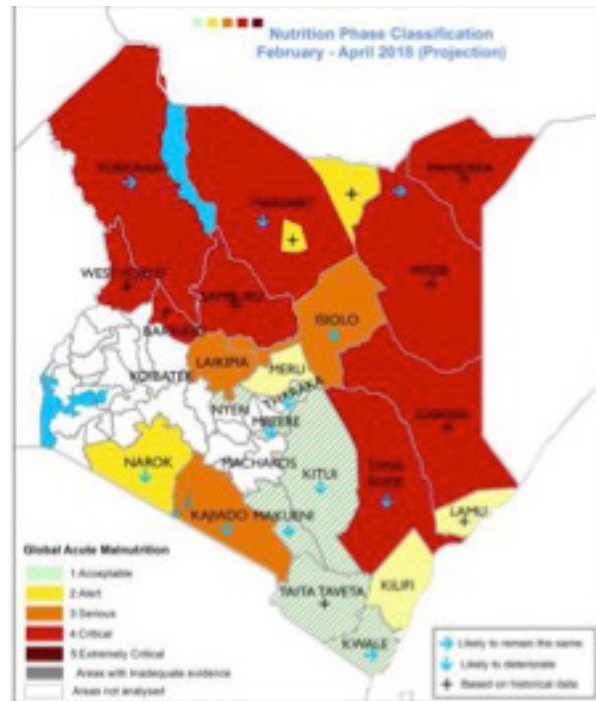 Nutrition Phase Classification
February - April 2018 (Projection)
TURKANA
MANDERA
MARSABIT
WAJIR
SAMBURU
ISIOLO
BARINGO
LAIKIPIA
MERU
KOIBATEK
THARAKA
NYERI
MBEERE
GARISSA
MACHAKOS
KITUI
TANA
RIVER
NAROK
KAJIADO
MAKUENI
LAMU
TAITA TAVETA
KILIFI
KWALE
Global Acute Malnutrition
1.Acceptable
2.Alert
3.Serious
4.Critical
5.Extremely Critical
Areas with Inadequate evidence
Areas not analysed
Likely to remain the same
Likely to deteriorate
Based on historical data